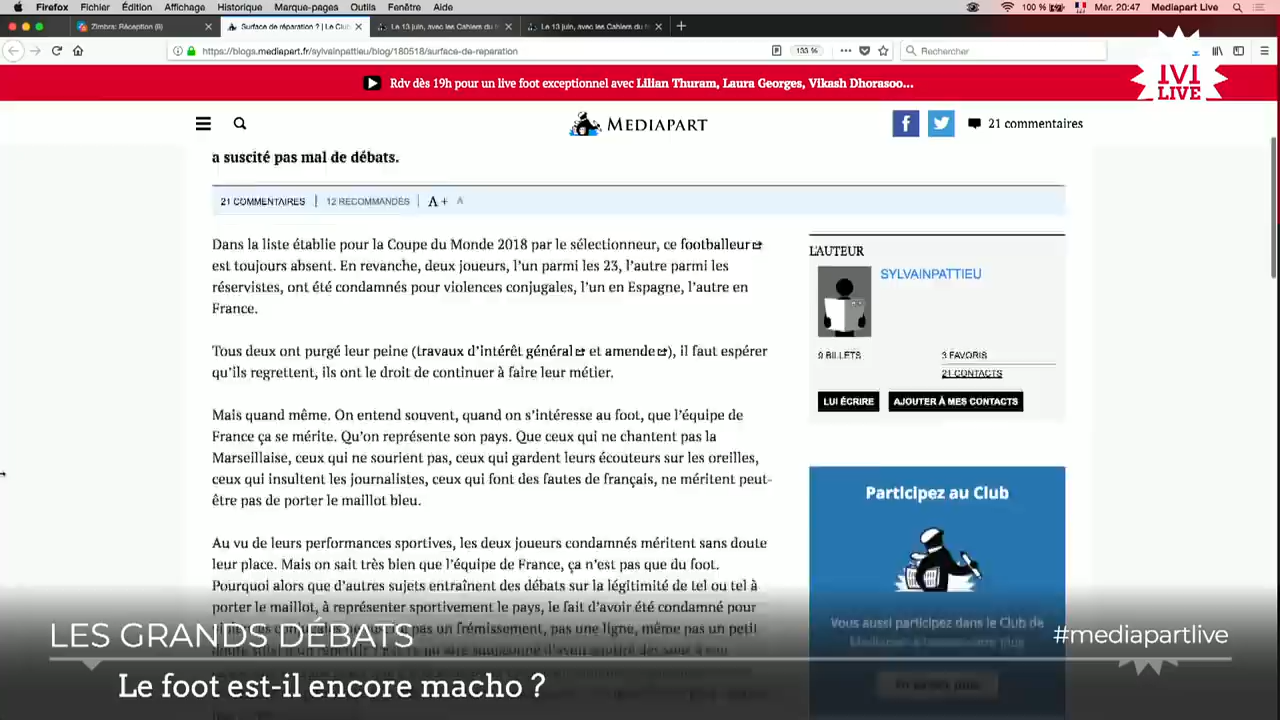 Firefox Fichier Édition Affichage Historique Marque-pages Outils Fenêtre Aide 100 % Mer. 20:47 Mediapart Live
Zimbra: Réception (6) Surface de réparation ? | Le Club Le 13 juin, avec les Cahiers du f Le 13 juin, avec les Cahiers du f
https://blogs.mediapart.fr/sylvainpattieu/blog/180518/surface-de-reparation 133 % Rechercher
Rdv dès 19h pour un live foot exceptionnel avec Lilian Thuram, Laura Georges, Vikash Dhorasoo...
LIVE
MEDIAPART
21 commentaires
a suscité pas mal de débats.
21 COMMENTAIRES 12 RECOMMANDÉS A + A
Dans la liste établie pour la Coupe du Monde 2018 par le sélectionneur, ce footballeur
est toujours absent. En revanche, deux joueurs, l'un parmi les 23, l'autre parmi les
réservistes, ont été condamnés pour violences conjugales, l'un en Espagne, l'autre en
France.
Tous deux ont purgé leur peine (travaux d'intérêt général et amende), il faut espérer
qu'ils regrettent, ils ont le droit de continuer à faire leur métier.
Mais quand même. On entend souvent, quand on s'intéresse au foot, que l'équipe de
France ça se mérite. Qu'on représente son pays. Que ceux qui ne chantent pas la
Marseillaise, ceux qui ne sourient pas, ceux qui gardent leurs écouteurs sur les oreilles,
ceux qui insultent les journalistes, ceux qui font des fautes de français, ne méritent peut-
être pas de porter le maillot bleu.
Au vu de leurs performances sportives, les deux joueurs condamnés méritent sans doute
leur place. Mais on sait très bien que l'équipe de France, ça n'est pas que du foot.
Pourquoi alors que d'autres sujets entraînent des débats sur la légitimité de tel ou tel à
porter le maillot, à représenter sportivement le pays, le fait d'avoir été condamné pour
pas un frémissement, pas une ligne, même pas un petit
L'AUTEUR
SYLVAINPATTIEU
9 BILLETS
3 FAVORIS
21 CONTACTS
LUI ÉCRIRE AJOUTER À MES CONTACTS
Participez au Club
Vous aussi participez dans le Club de
LES GRANDS DÉBATS
#mediapartlive
Le foot est-il encore macho ?